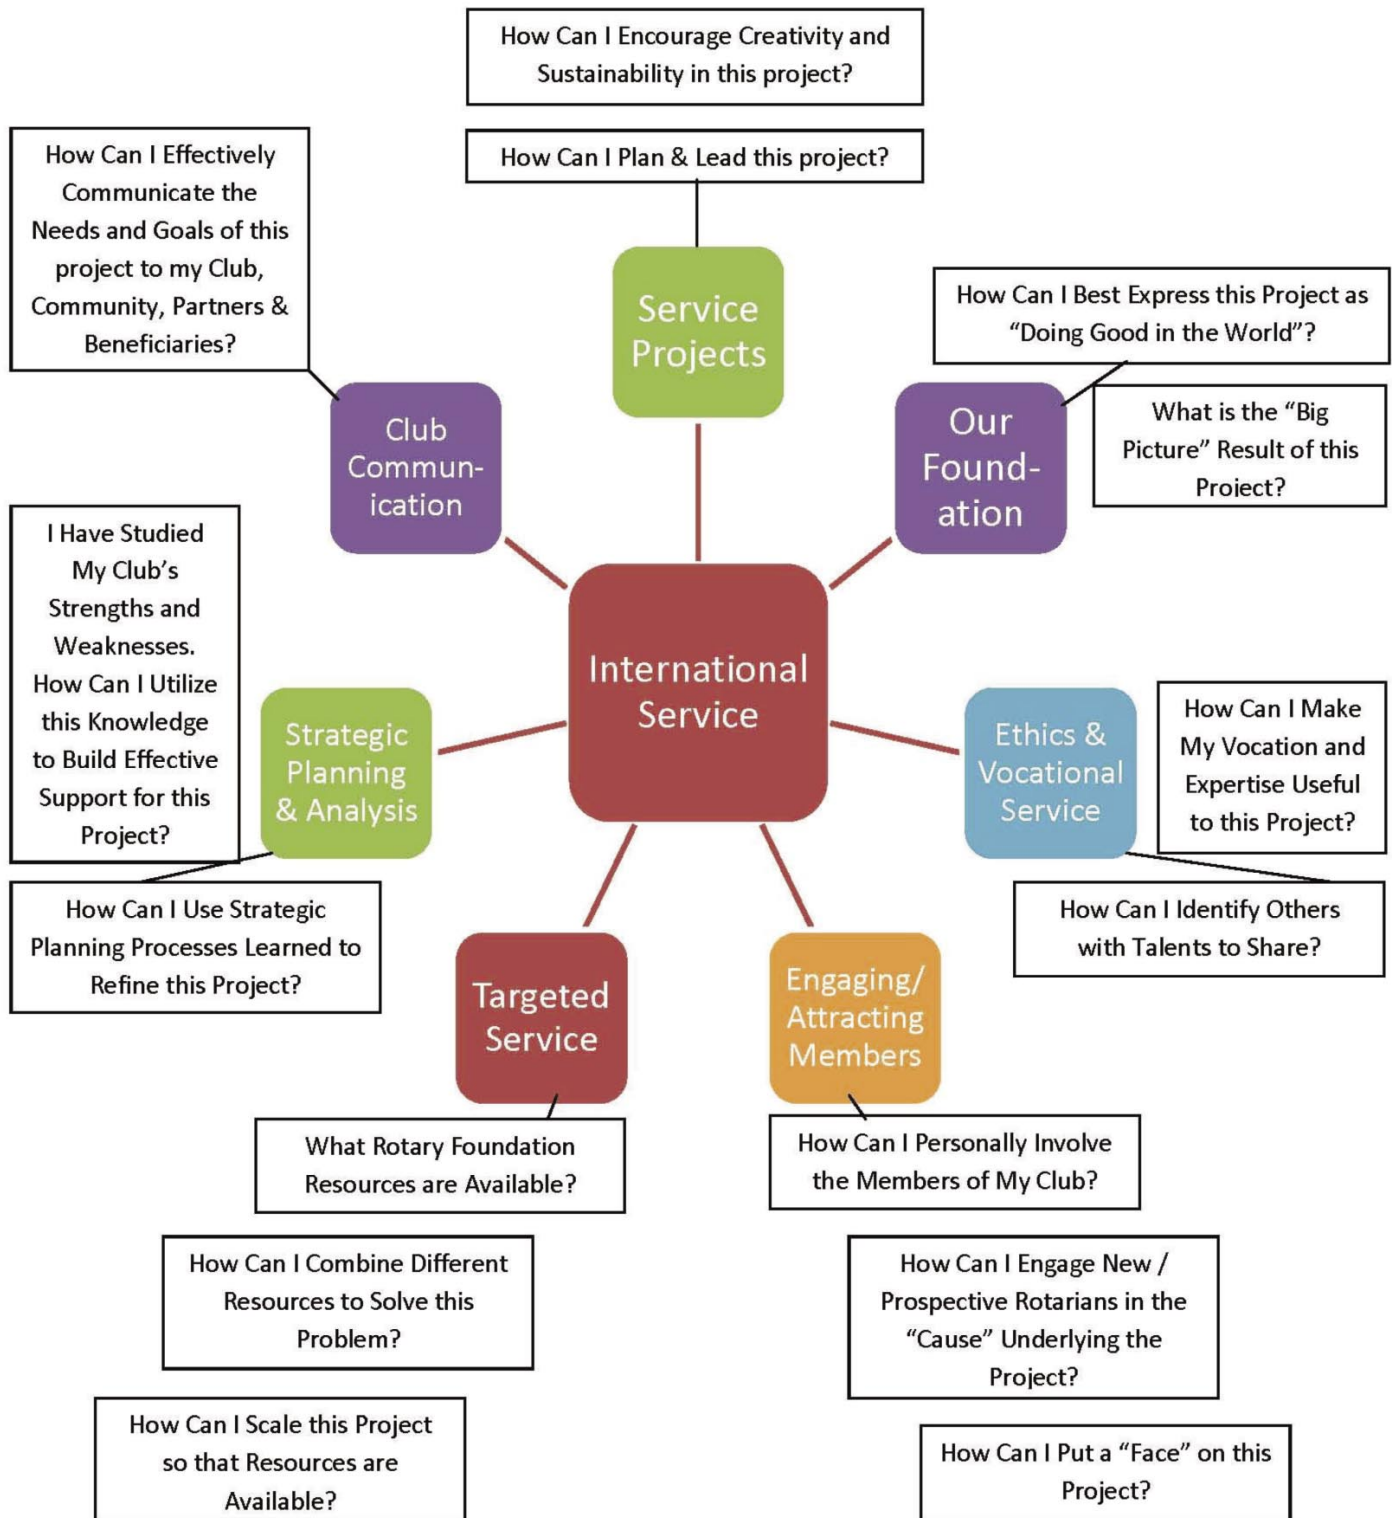 How Can I Encourage Creativity and
Sustainability in this project?
How Can I Plan & Lead this project?
Service
Projects
How Can I Effectively
Communicate the
Needs and Goals of this
project to my Club,
Community, Partners &
Beneficiaries?
Club
Commun-
ication
How Can I Best Express this Project as
“Doing Good in the World”?
What is the “Big
Picture” Result of this
Project?
Our
Found-
ation
International
Service
I Have Studied
My Club’s
Strengths and
Weaknesses.
How Can I Utilize
this Knowledge
to Build Effective
Support for this
Project?
Strategic
Planning
& Analysis
How Can I Use Strategic
Planning Processes Learned to
Refine this Project?
Ethics &
Vocational
Service
How Can I Make
My Vocation and
Expertise Useful
to this Project?
How Can I Identify Others
with Talents to Share?
Targeted
Service
What Rotary Foundation
Resources are Available?
How Can I Combine Different
Resources to Solve this
Problem?
How Can I Scale this Project
so that Resources are
Available?
Engaging/
Attracting
Members
How Can I Personally Involve
the Members of My Club?
How Can I Engage New /
Prospective Rotarians in the
“Cause” Underlying the
Project?
How Can I Put a “Face” on this
Project?